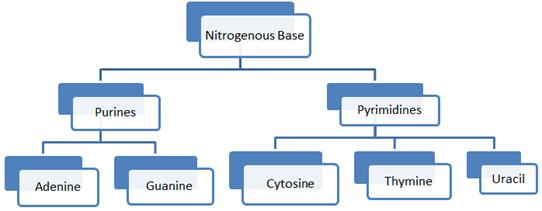 Nitrogenous Base
Purines
Pyrimidines
Adenine
Guanine
Cytosine
Thymine
Uracil